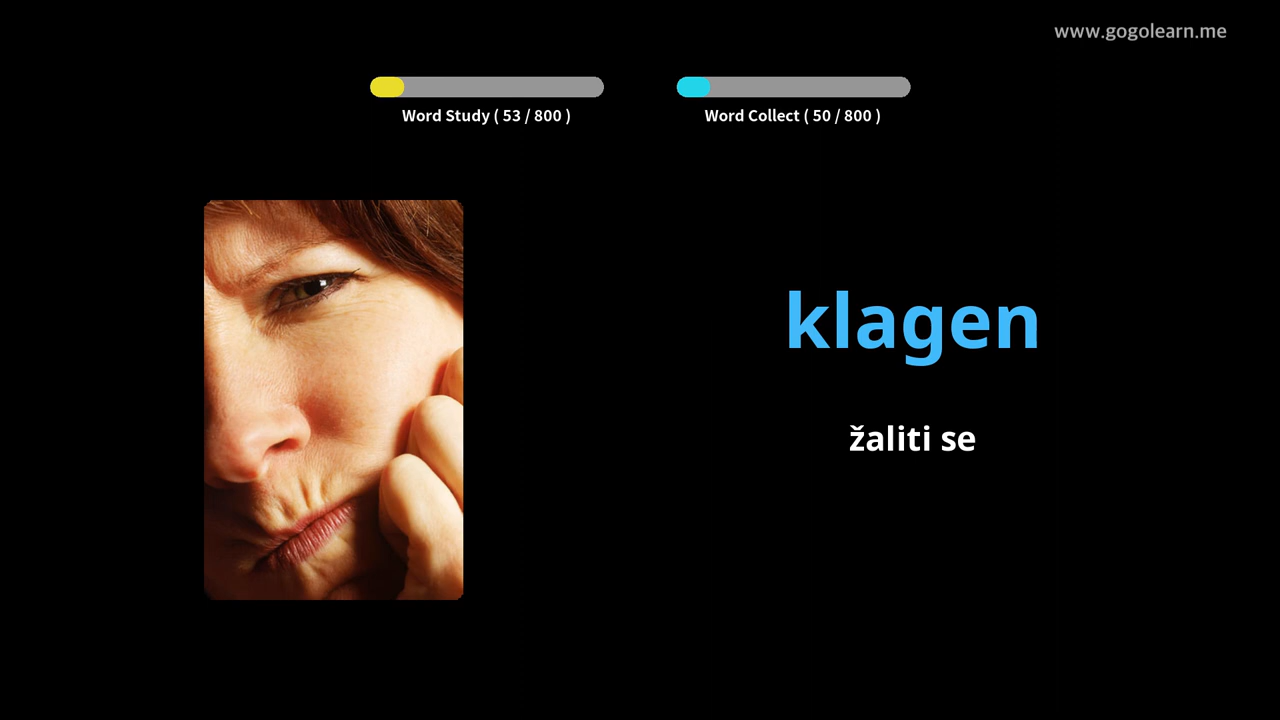 www.gogolearn.me
Word Study ( 53 / 800 )
Word Collect ( 50 / 800 )
klagen
žaliti se